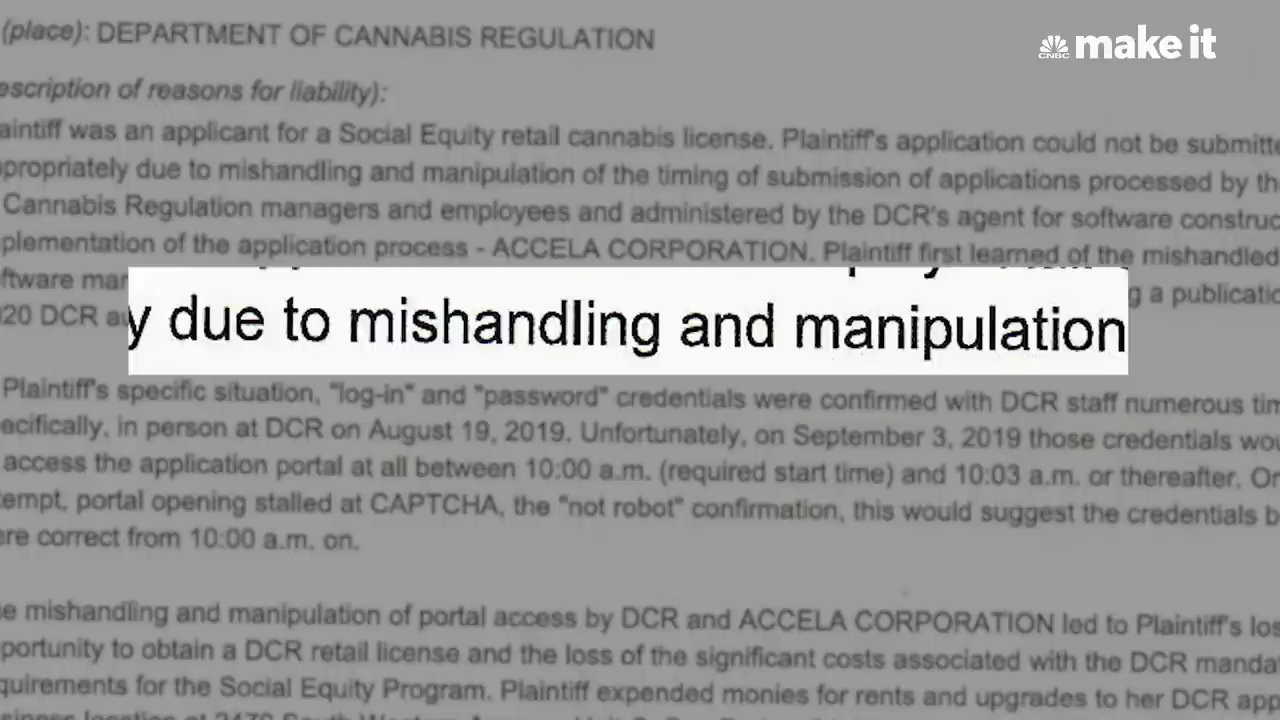 (place): DEPARTMENT OF CANNABIS REGULATION
CNBC make it
escription of reasons for liability):
aintiff was an applicant for a Social Equity retail cannabis license. Plaintiff's application could not be submitte
propriately due to mishandling and manipulation of the timing of submission of applications processed by th
Cannabis Regulation managers and employees and administered by the DCR's agent for software construc
plementation of the application process - ACCELA CORPORATION. Plaintiff first learned of the mishandled
ftware mar g a publicatio
20 DCR au
y due to mishandling and manipulation
Plaintiff's specific situation, "log-in" and "password" credentials were confirmed with DCR staff numerous tim
ecifically, in person at DCR on August 19, 2019. Unfortunately, on September 3, 2019 those credentials wou
access the application portal at all between 10:00 a.m. (required start time) and 10:03 a.m. or thereafter. Or
empt, portal opening stalled at CAPTCHA, the "not robot" confirmation, this would suggest the credentials b
ere correct from 10:00 a.m. on.
e mishandling and manipulation of portal access by DCR and ACCELA CORPORATION led to Plaintiff's los
portunity to obtain a DCR retail license and the loss of the significant costs associated with the DCR manda
quirements for the Social Equity Program. Plaintiff expended monies for rents and upgrades to her DCR app